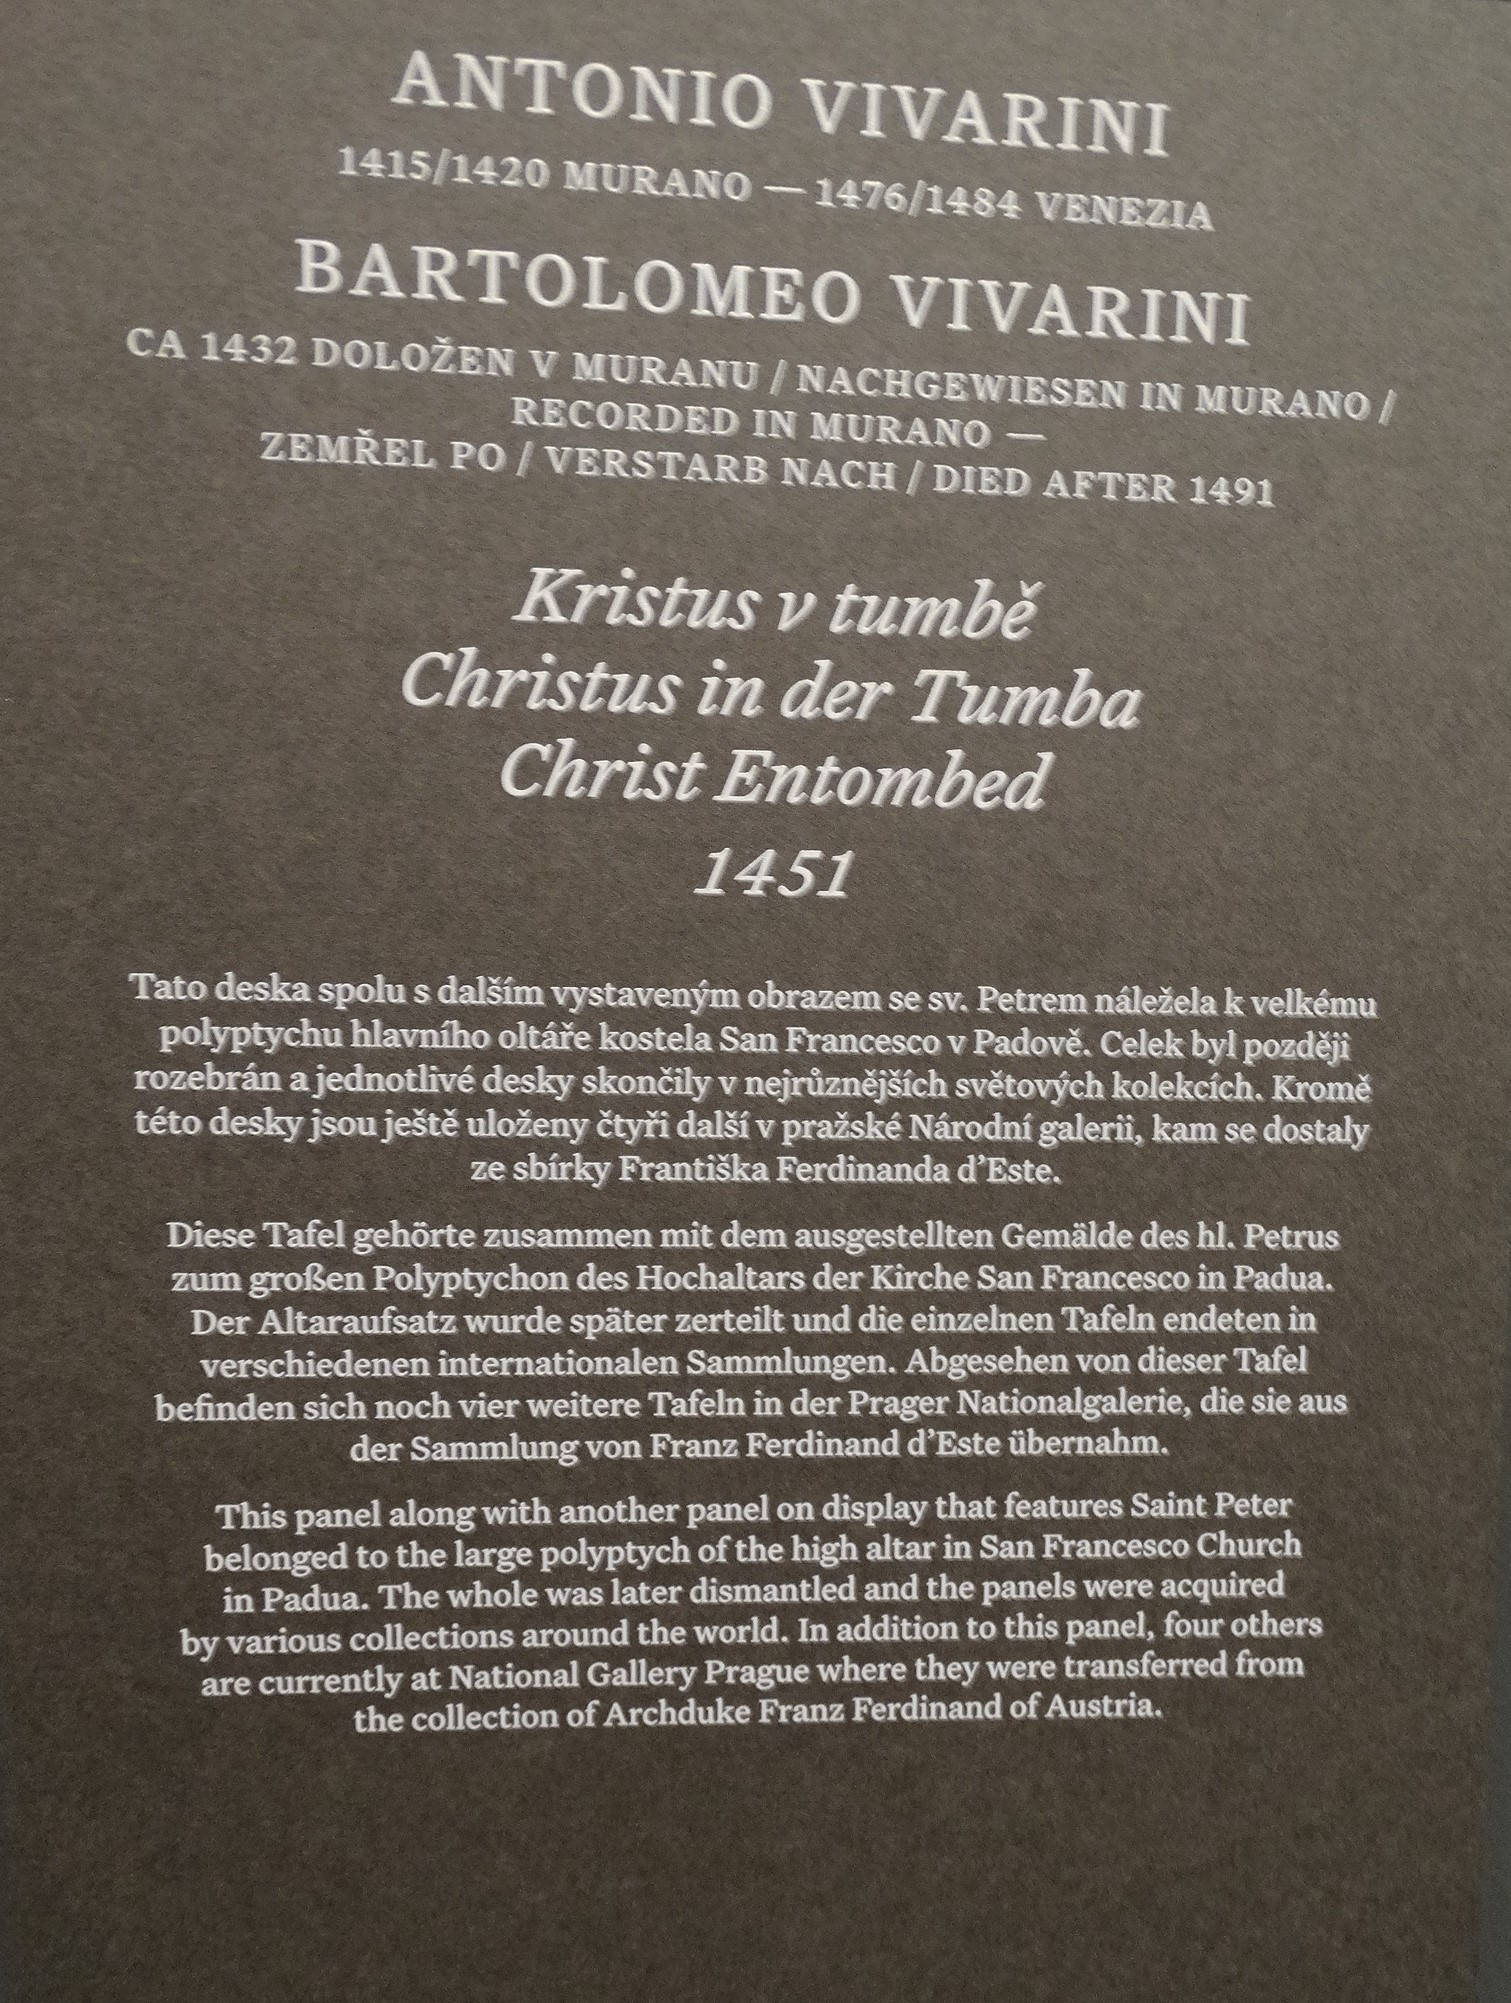 ANTONIO VIVARINI
1415/1420 MURANO — 1476/1484 VENEZIA
BARTOLOMEO VIVARINI
CA 1432 DOLOŽEN V MURANU / NACHGEWIESEN IN MURANO /
RECORDED IN MURANO —
ZEMŘEL PO / VERSTARB NACH / DIED AFTER 1491
Kristus v tumbě
Christus in der Tumba
Christ Entombed
1451
Tato deska spolu s dalším vystaveným obrazem se sv. Petrem náležela k velkému
polyptychu hlavního oltáře kostela San Francesco v Padově. Celek byl později
rozebrán a jednotlivé desky skončily v nejrůznějších světových kolekcích. Kromě
této desky jsou ještě uloženy čtyři další v pražské Národní galerii, kam se dostaly
ze sbírky Františka Ferdinanda d’Este.
Diese Tafel gehörte zusammen mit dem ausgestellten Gemälde des hl. Petrus
zum großen Polyptychon des Hochaltars der Kirche San Francesco in Padua.
Der Altaraufsatz wurde später zerteilt und die einzelnen Tafeln endeten in
verschiedenen internationalen Sammlungen. Abgesehen von dieser Tafel
befinden sich noch vier weitere Tafeln in der Prager Nationalgalerie, die sie aus
der Sammlung von Franz Ferdinand d’Este übernahm.
This panel along with another panel on display that features Saint Peter
belonged to the large polyptych of the high altar in San Francesco Church
in Padua. The whole was later dismantled and the panels were acquired
by various collections around the world. In addition to this panel, four others
are currently at National Gallery Prague where they were transferred from
the collection of Archduke Franz Ferdinand of Austria.